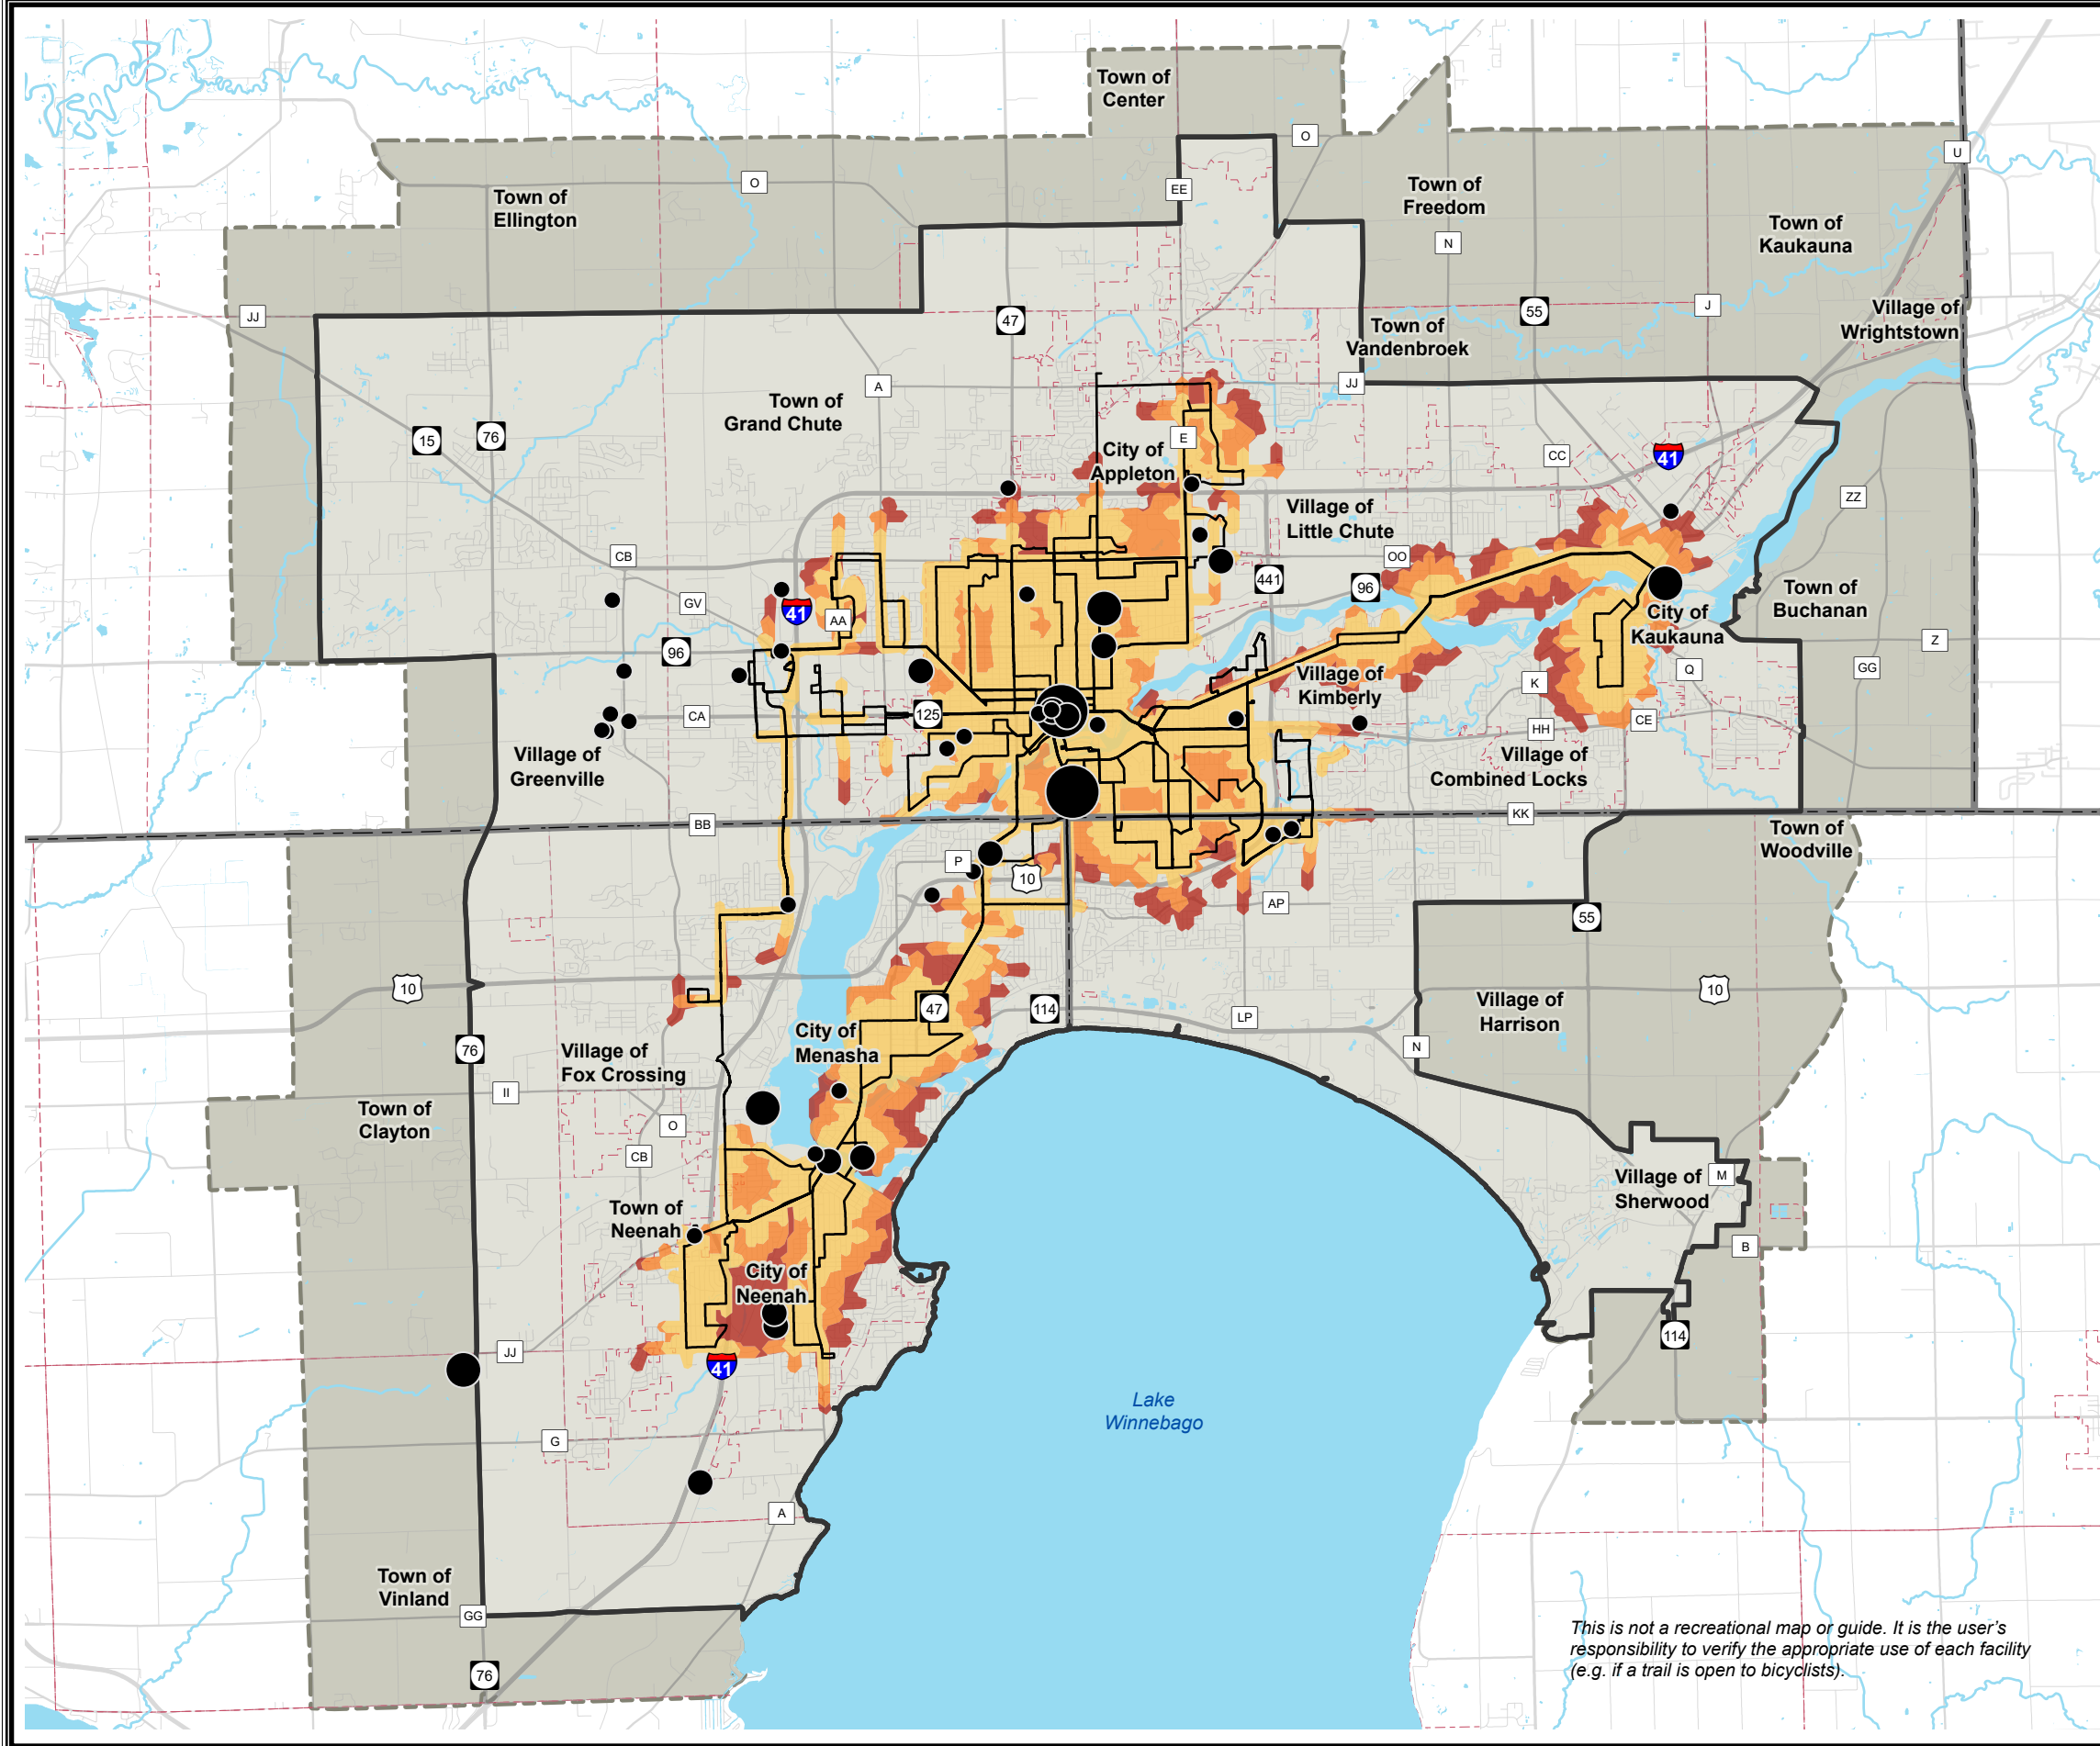 Town of
Center
O
U
O
EE
Town of
Ellington
Town of
Freedom
N
Town of
Kaukauna
JJ
47
55
J
Village of
Wrightstown
Town of
Vandenbroek
A
JJ
Town of
Grand Chute
15
76
E
City of
Appleton
CC
41
ZZ
Village of
Little Chute
CB
OO
441
96
GV
41
AA
Town of
Buchanan
City of
Kaukauna
Z
96
Q
GG
Village of
Kimberly
K
CA
125
CE
HH
Village of
Greenville
Village of
Combined Locks
BB
KK
Town of
Woodville
P
10
AP
55
10
10
Village of
Harrison
47
114
LP
City of
Menasha
76
N
Village of
Fox Crossing
II
Town of
Clayton
O
CB
Village of
Sherwood
M
Town of
Neenah
B
City of
Neenah
114
JJ
41
Lake
Winnebago
G
A
Town of
Vinland
GG
This is not a recreational map or guide. It is the user's
responsibility to verify the appropriate use of each facility
(e.g. if a trail is open to bicyclists).
76